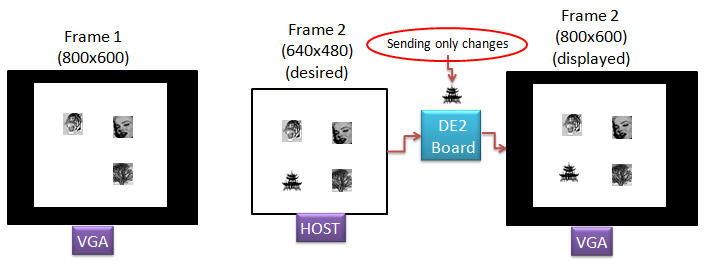 Frame 1
(800x600)
VGA
Frame 2
(640x480)
(desired)
HOST
Sending only changes
DE2
Board
Frame 2
(800x600)
(displayed)
VGA